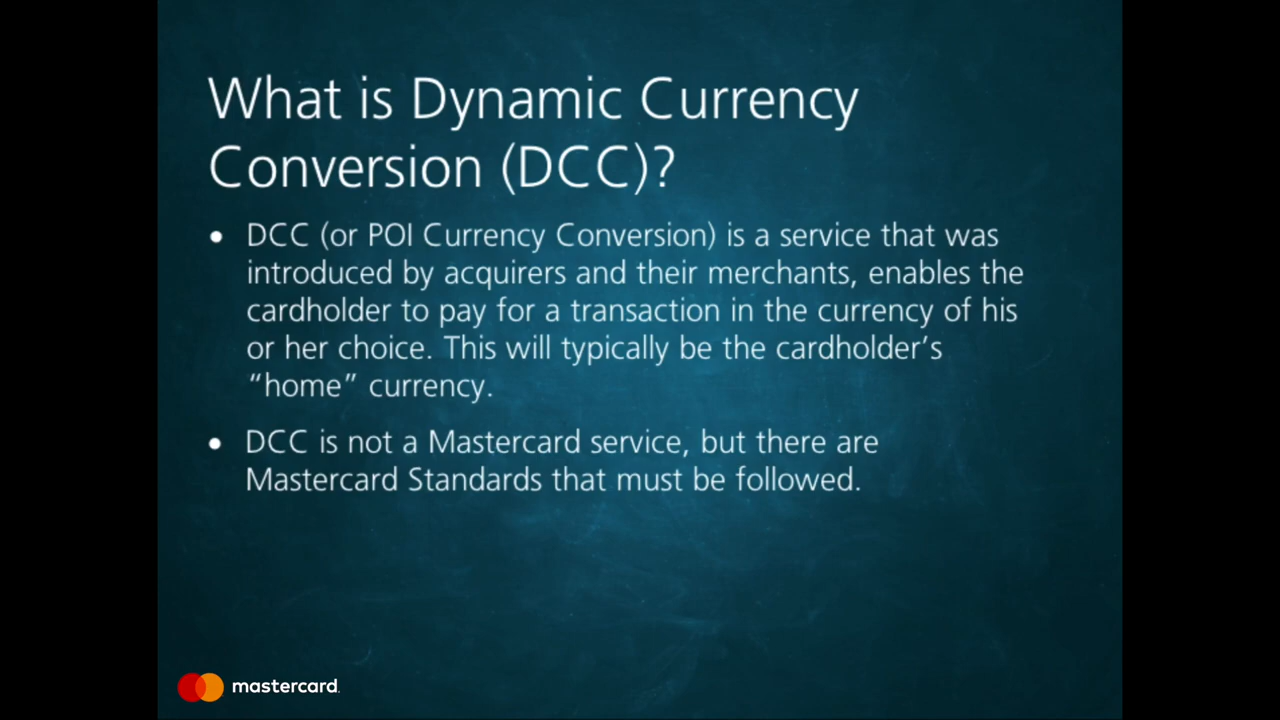 What is Dynamic Currency
Conversion (DCC)?
• DCC (or POI Currency Conversion) is a service that was
introduced by acquirers and their merchants, enables the
cardholder to pay for a transaction in the currency of his
or her choice. This will typically be the cardholder’s
“home” currency.
• DCC is not a Mastercard service, but there are
Mastercard Standards that must be followed.
mastercard.